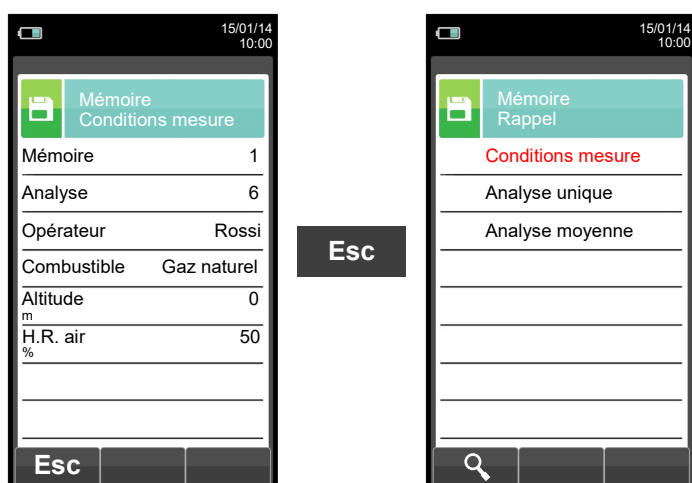 15/01/14
10:00
Mémoire
Conditions mesure
Mémoire 1
Analyse 6
Opérateur Rossi
Combustible Gaz naturel
Altitude 0
m
H.R. air 50
%
Esc
Esc
15/01/14
10:00
Mémoire
Rappel
Conditions mesure
Analyse unique
Analyse moyenne